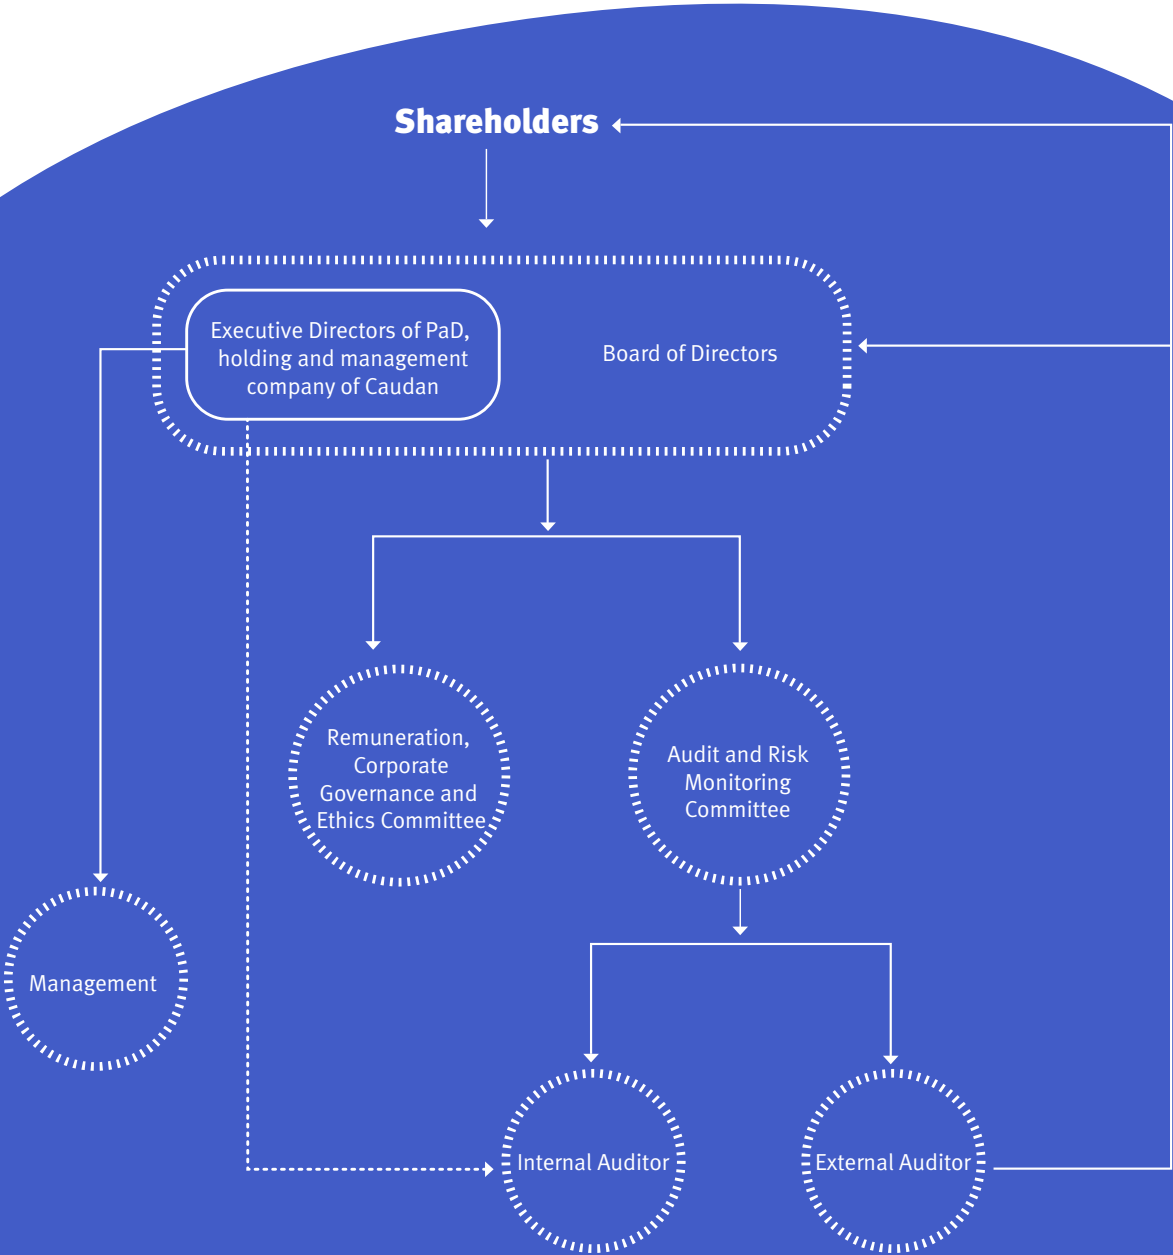 Shareholders
Executive Directors of PaD,
holding and management
company of Caudan
Board of Directors
Remuneration,
Corporate
Governance and
Ethics Committee
Audit and Risk
Monitoring
Committee
Management
Internal Auditor
External Auditor